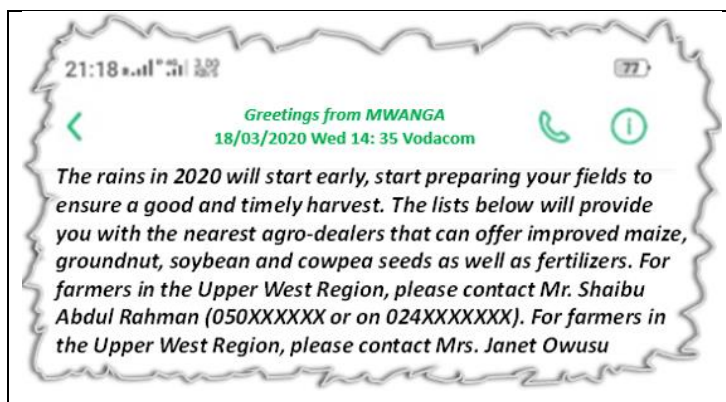 21:18
3.00
KB/S
77
Greetings from MWANGA
18/03/2020 Wed 14: 35 Vodacom
The rains in 2020 will start early, start preparing your fields to
ensure a good and timely harvest. The lists below will provide
you with the nearest agro-dealers that can offer improved maize,
groundnut, soybean and cowpea seeds as well as fertilizers. For
farmers in the Upper West Region, please contact Mr. Shaibu
Abdul Rahman (050XXXXXX or on 024XXXXXXX). For farmers in
the Upper West Region, please contact Mrs. Janet Owusu